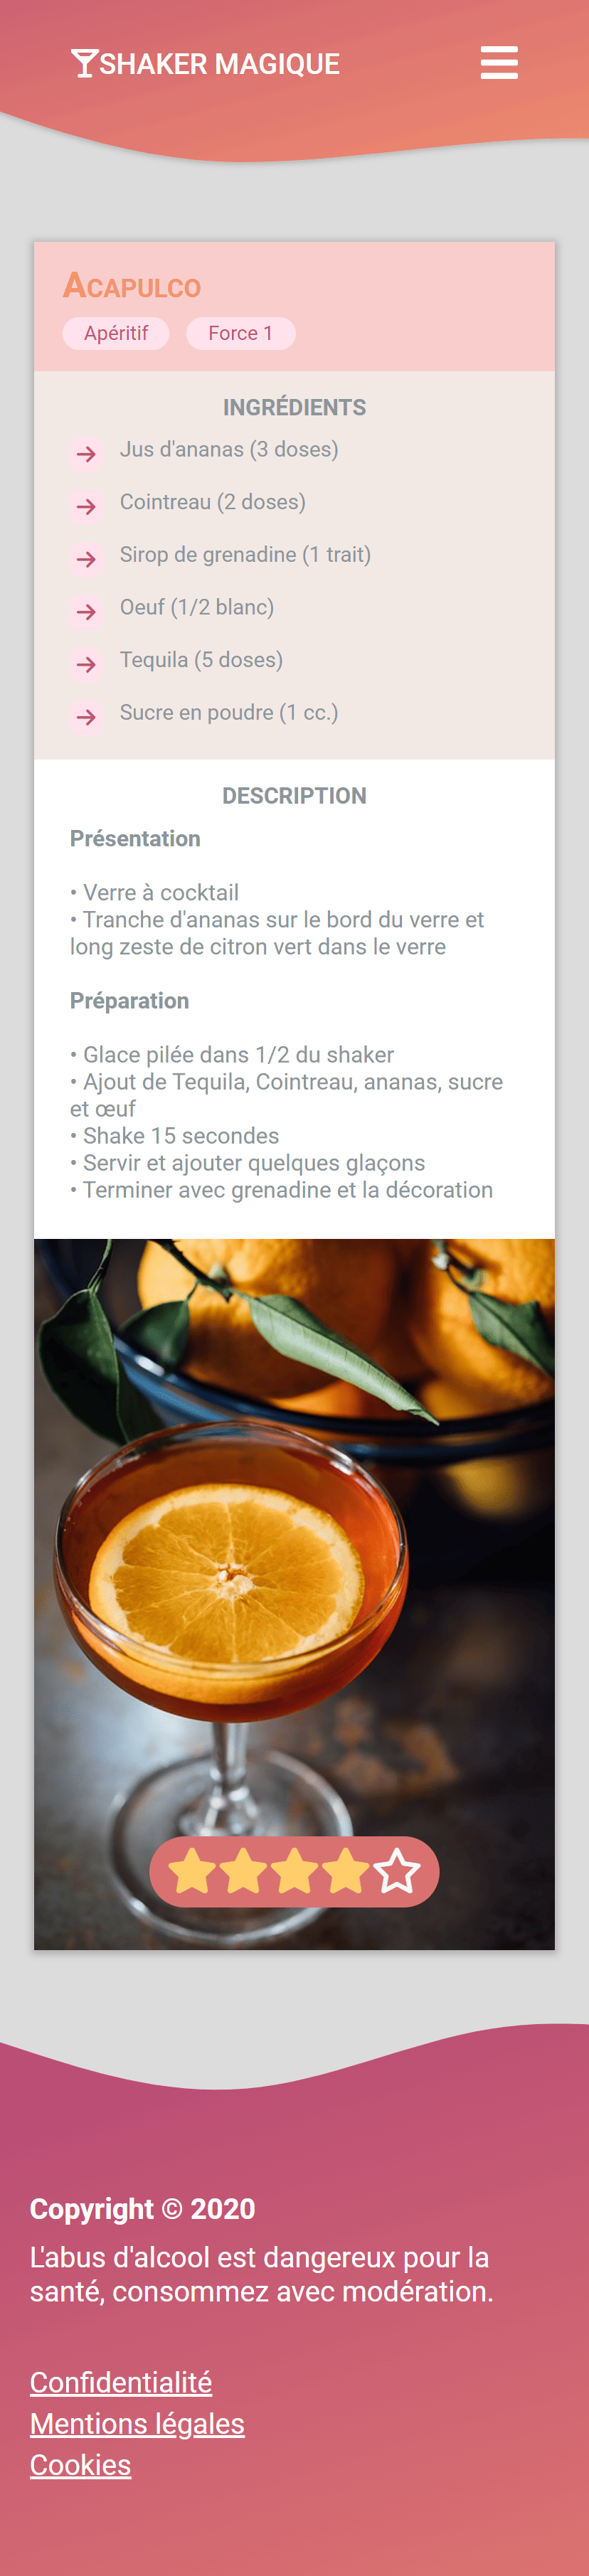 SHAKER MAGIQUE
Acapulco
Apéritif
Force 1
INGRÉDIENTS
Jus d'ananas (3 doses)
Cointreau (2 doses)
Sirop de grenadine (1 trait)
Oeuf (1/2 blanc)
Tequila (5 doses)
Sucre en poudre (1 cc.)
DESCRIPTION
Présentation
• Verre à cocktail
• Tranche d'ananas sur le bord du verre et
long zeste de citron vert dans le verre
Préparation
• Glace pilée dans 1/2 du shaker
• Ajout de Tequila, Cointreau, ananas, sucre
et œuf
• Shake 15 secondes
• Servir et ajouter quelques glaçons
• Terminer avec grenadine et la décoration
Copyright © 2020
L'abus d'alcool est dangereux pour la
santé, consommez avec modération.
Confidentialité
Mentions légales
Cookies